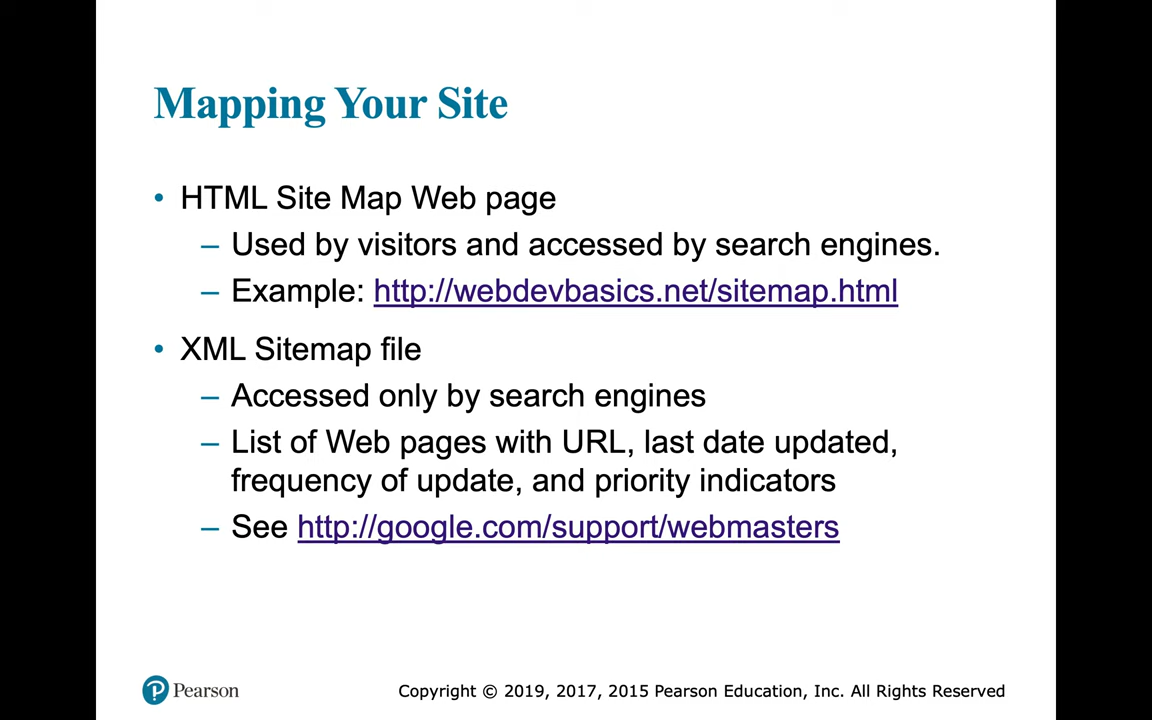 Mapping Your Site
• HTML Site Map Web page
– Used by visitors and accessed by search engines.
– Example: http://webdevbasics.net/sitemap.html
• XML Sitemap file
– Accessed only by search engines
– List of Web pages with URL, last date updated,
frequency of update, and priority indicators
– See http://google.com/support/webmasters
P Pearson
Copyright © 2019, 2017, 2015 Pearson Education, Inc. All Rights Reserved